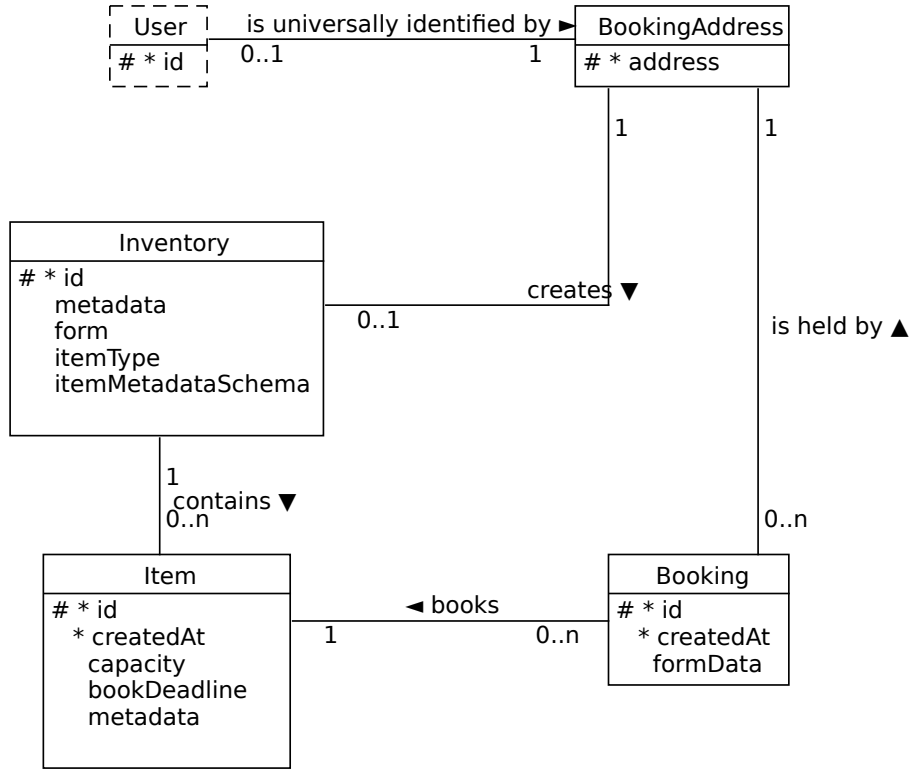 User
# * id
is universally identified by ►
0..1
1
BookingAddress
# * address
1
1
Inventory
# * id
metadata
form
itemType
itemMetadataSchema
creates ▼
0..1
is held by ▲
1
contains ▼
0..n
0..n
Item
# * id
* createdAt
capacity
bookDeadline
metadata
◄ books
1
0..n
Booking
# * id
* createdAt
formData